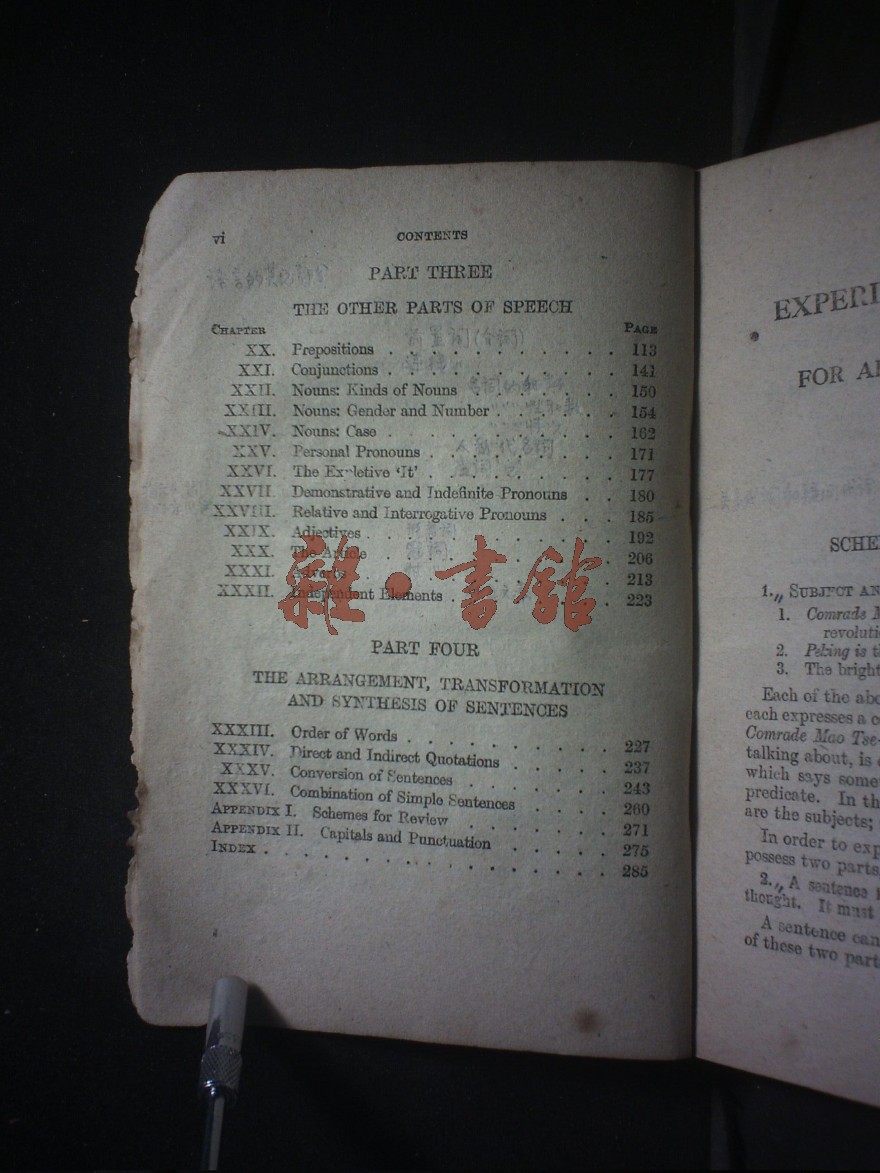 vi CONTENTS
PART THREE
THE OTHER PARTS OF SPEECH
CHAPTER PAGE
XX. Prepositions . . . . . . . . . . . 113
XXI. Conjunctions . . . . . . . . . . . 141
XXII. Nouns: Kinds of Nouns . . . . . . . 150
XXIII. Nouns: Gender and Number . . . . . . 154
XXIV. Nouns: Case . . . . . . . . . . . 162
XXV. Personal Pronouns . . . . . . . . . 171
XXVI. The Expletive ‘It’ . . . . . . . . . 177
XXVII. Demonstrative and Indefinite Pronouns . . 180
XXVIII. Relative and Interrogative Pronouns . . . 185
XXIX. Adjectives . . . . . . . . . . . 192
XXX. The Article . . . . . . . . . . . 206
XXXI. Adverbs . . . . . . . . . . . 213
XXXII. Independent Elements . . . . . . . . 223
雜·書館
PART FOUR
THE ARRANGEMENT, TRANSFORMATION
AND SYNTHESIS OF SENTENCES
XXXIII. Order of Words . . . . . . . . . . 227
XXXIV. Direct and Indirect Quotations . . . . . 237
XXXV. Conversion of Sentences . . . . . . . 243
XXXVI. Combination of Simple Sentences . . . . 260
APPENDIX I. Schemes for Review . . . . . . . 271
APPENDIX II. Capitals and Punctuation . . . . . 275
INDEX . . . . . . . . . . . . . . . 285
EXPERI
FOR A
SCHE
1. SUBJECT AN
1. Comrade M
revoluti
2. Peking is t
3. The bright
Each of the abo
each expresses a c
Comrade Mao Tse-
talking about, is
which says some
predicate. In th
are the subjects;
In order to exp
possess two parts
2. A sentence
thought. It must
A sentence can
of these two part